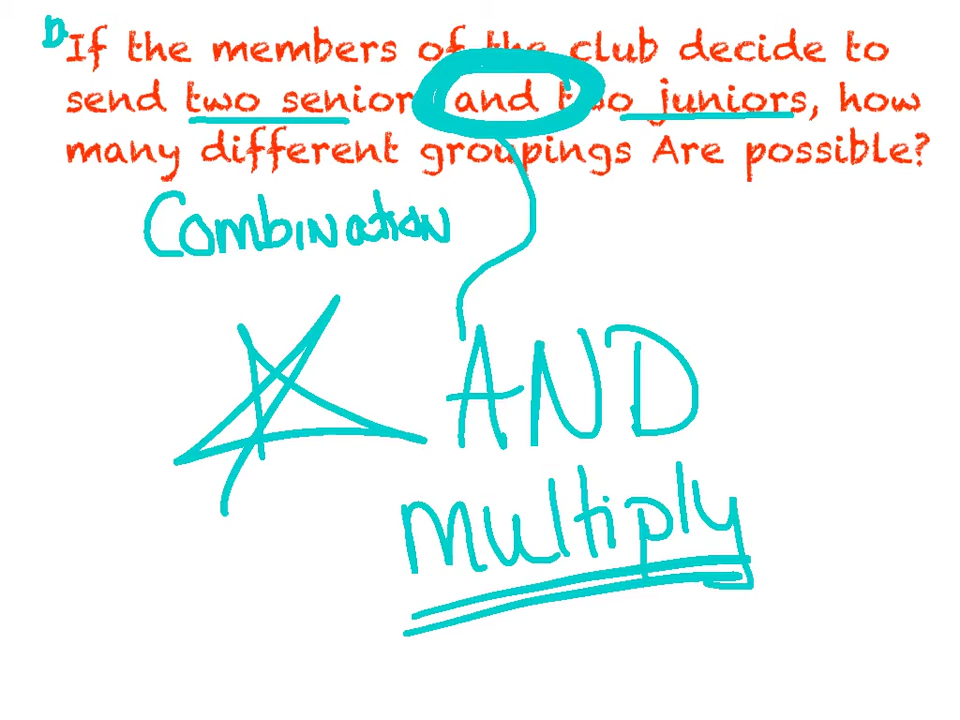 D If the members of the club decide to
send two seniors and two juniors, how
many different groupings Are possible?
Combination
AND
multiply